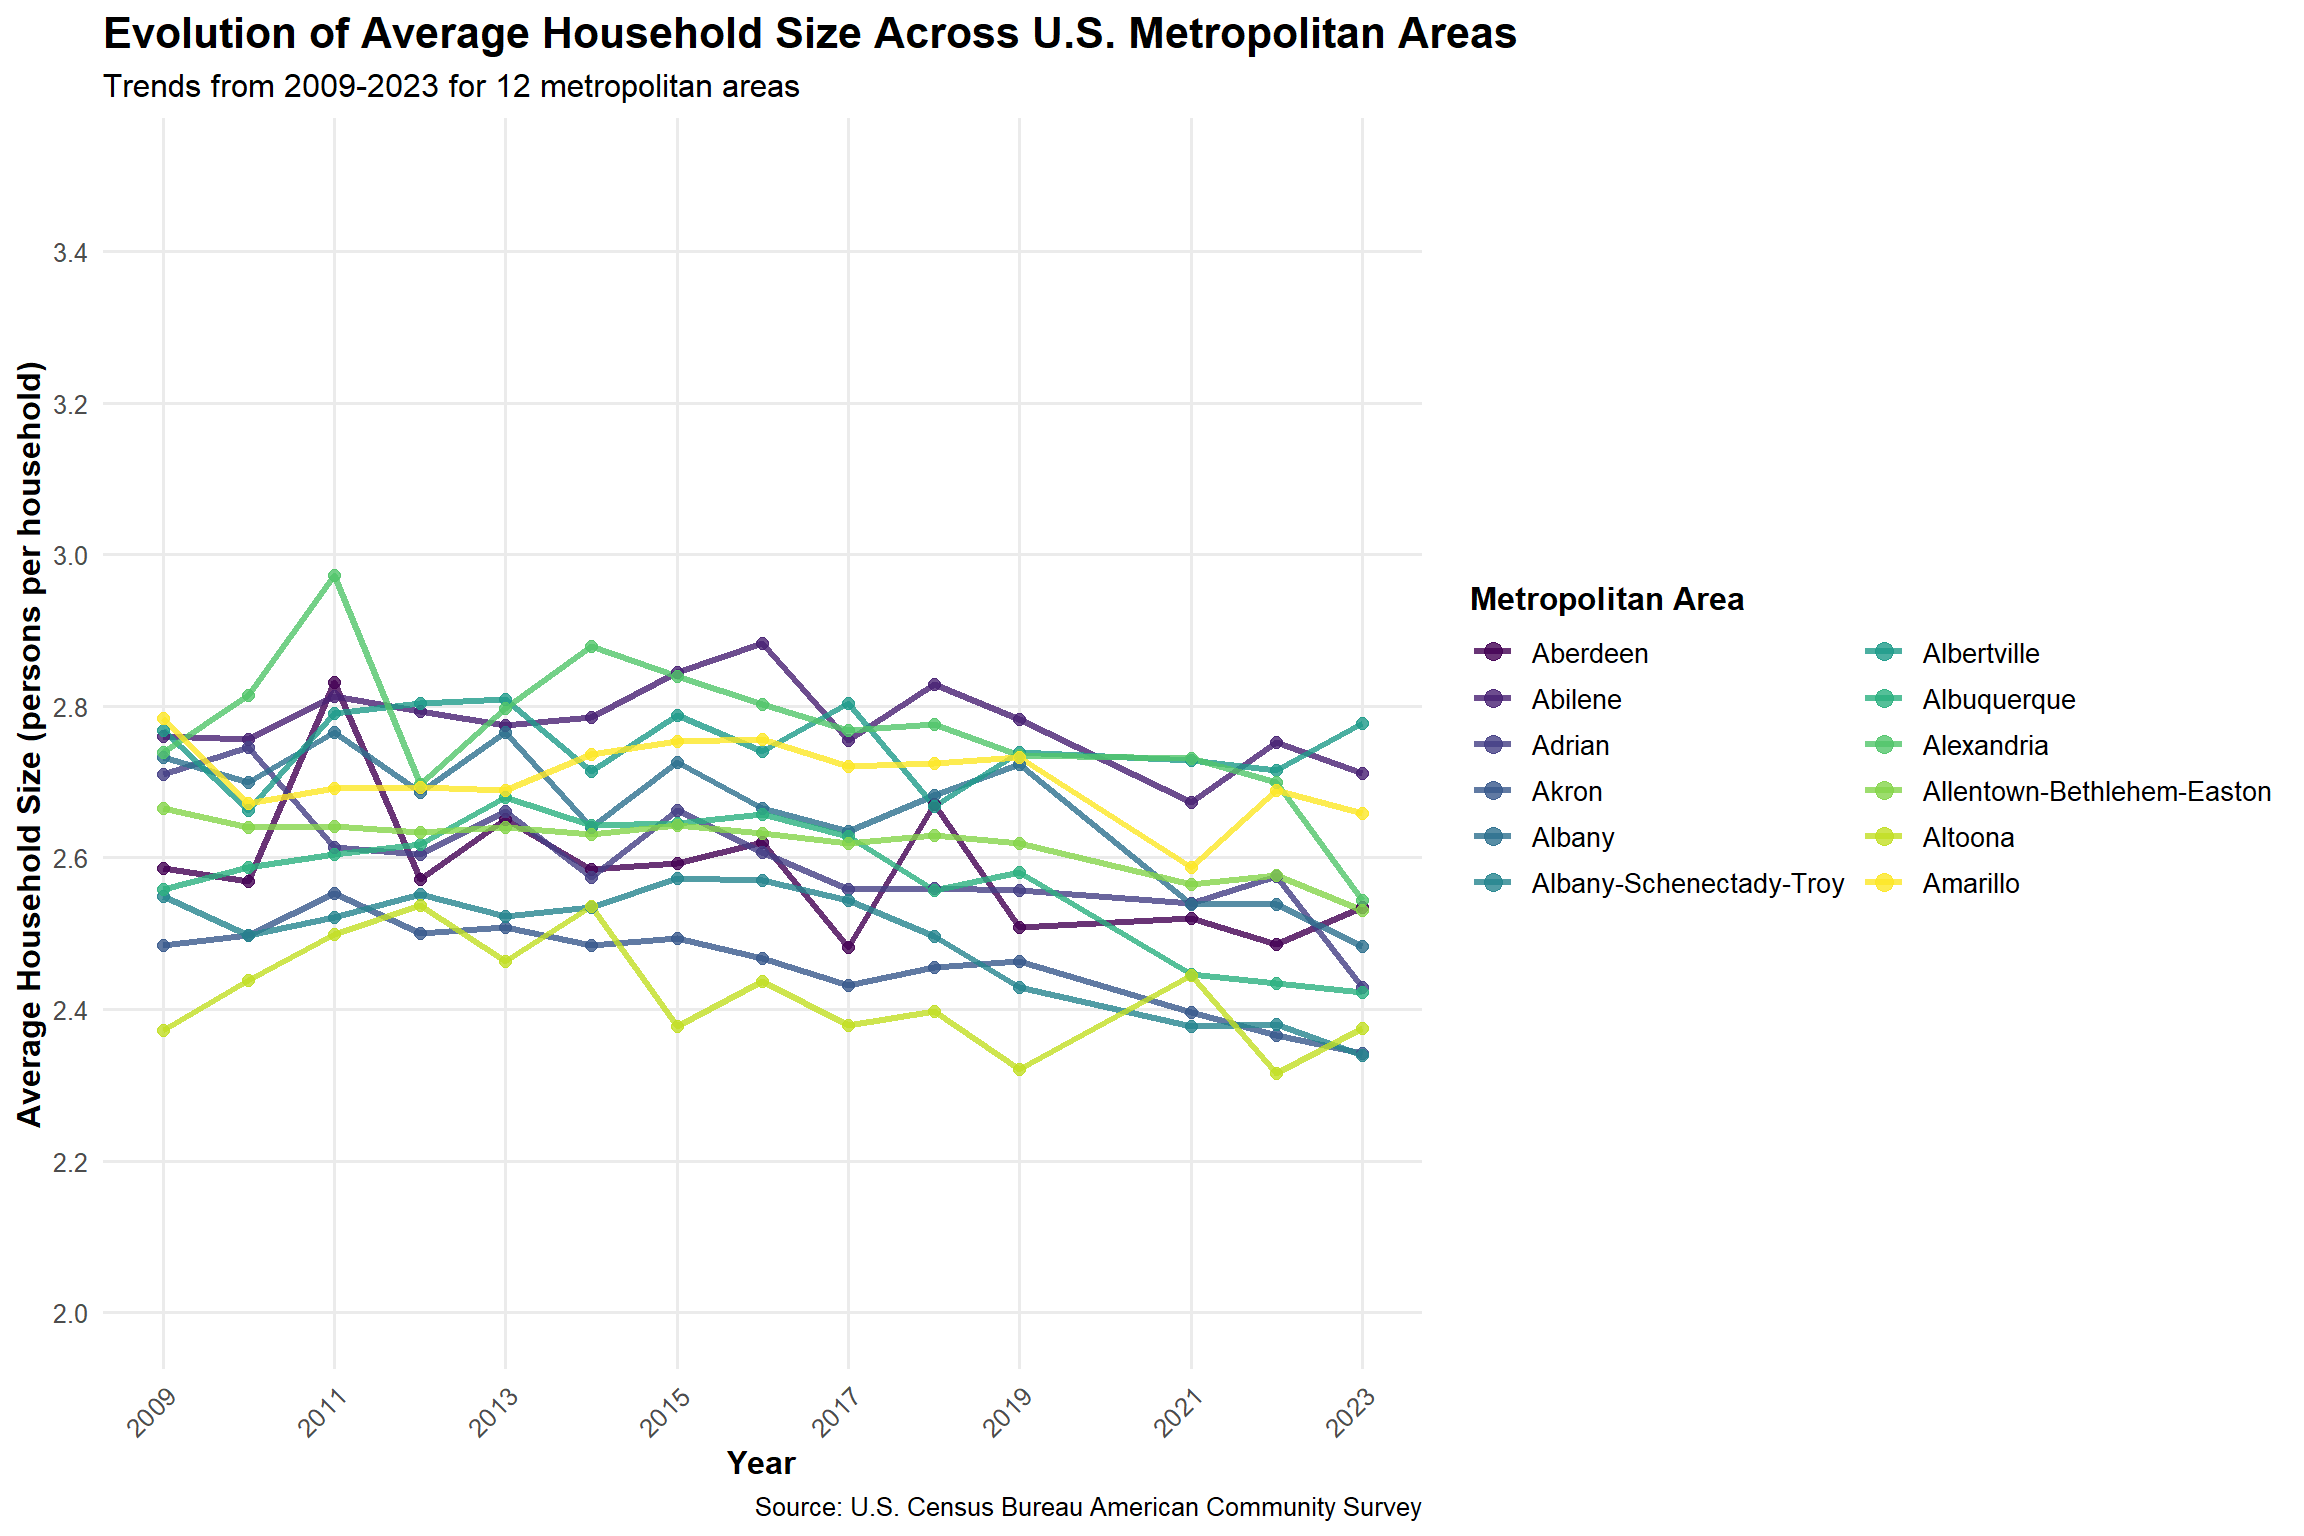 Evolution of Average Household Size Across U.S. Metropolitan Areas
Trends from 2009-2023 for 12 metropolitan areas
Average Household Size (persons per household)
3.4
3.2
3.0
2.8
2.6
2.4
2.2
2.0
2009
2011
2013
2015
2017
2019
2021
2023
Year
Source: U.S. Census Bureau American Community Survey
Metropolitan Area
Aberdeen
Abilene
Adrian
Akron
Albany
Albany-Schenectady-Troy
Albertville
Albuquerque
Alexandria
Allentown-Bethlehem-Easton
Altoona
Amarillo